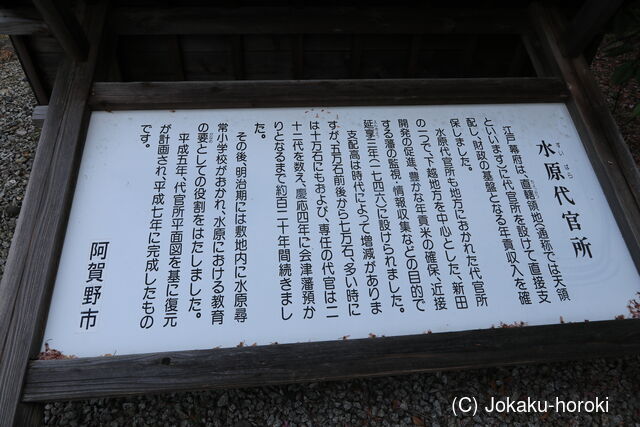 すい ばら
水原代官所
江戸幕府は、直轄領地(通称では天領
といいます)に代官所を設けて直接支
配し、財政の基盤となる年貢収入を確
保しました。
水原代官所も地方におかれた代官所
の一つで、下越地方を中心とした、新田
開発の促進、豊かな年貢米の確保、近接
する藩の監視、情報収集などの目的で
延享三年(一七四六)に設けられました。
支配高は時代によって増減がありま
すが、五万石前後から七万石、多い時に
は十万石にもおよび、専任の代官は二
十二代を数え、慶応四年に会津藩預か
りとなるまで約百二十年間続きまし
た。
その後、明治期には敷地内に水原尋
常小学校がおかれ、水原における教育
の要としての役割をはたしました。
平成五年、代官所平面図を基に復元
が計画され、平成七年に完成したもの
です。
阿賀野市
(C) Jokaku-horoki